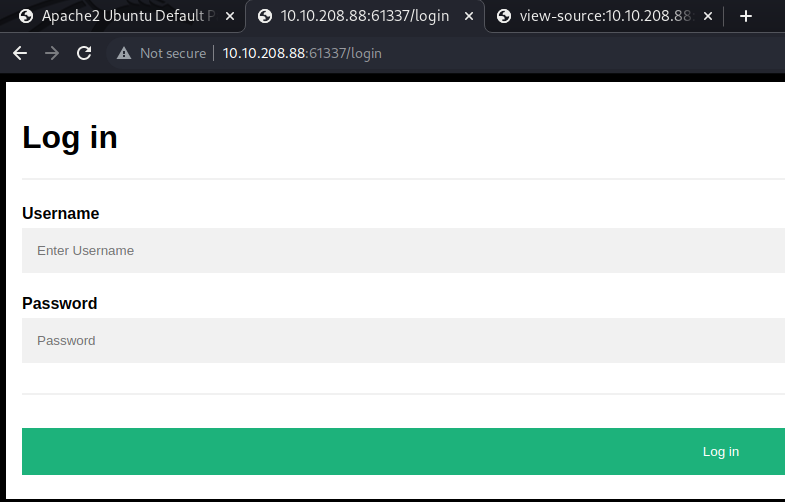 Apache2 Ubuntu Default P
10.10.208.88:61337/login
view-source:10.10.208.88:
Not secure
10.10.208.88:61337/login
Log in
Username
Enter Username
Password
Password
Log in